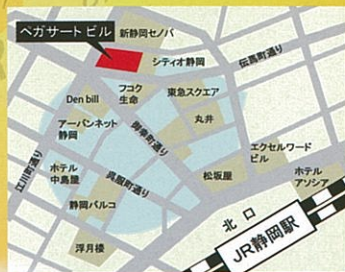 ペガサート ビル
新静岡セノバ
シティオ静岡
伝馬町通り
Den bill
フコク
生命
東急スクエア
丸井
アーバンネット
静岡
御幸町通り
エクセルワード
ビル
江川町通り
ホテル
中島屋
呉服町通り
松坂屋
ホテル
アソシア
静岡パルコ
北口
浮月楼
JR静岡駅